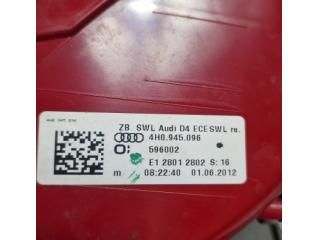 ZB SWL Audi D4 ECE SWL re.
4H0.945.096
596002
E1 2801 2802 S: 16
m 08:22:40 01.06.2012